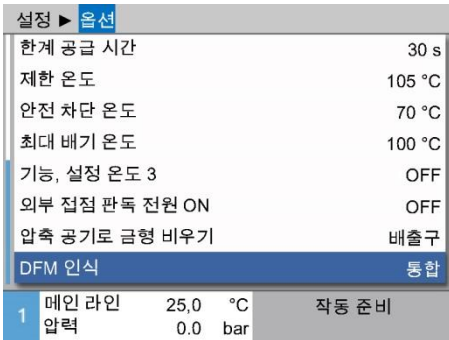 설정 ► 옵션
한계 공급 시간 30 s
제한 온도 105 °C
안전 차단 온도 70 °C
최대 배기 온도 100 °C
기능, 설정 온도 3 OFF
외부 접점 판독 전원 ON OFF
압축 공기로 금형 비우기 배출구
DFM 인식 통합
1 메인 라인 25,0 °C 작동 준비
압력 0.0 bar